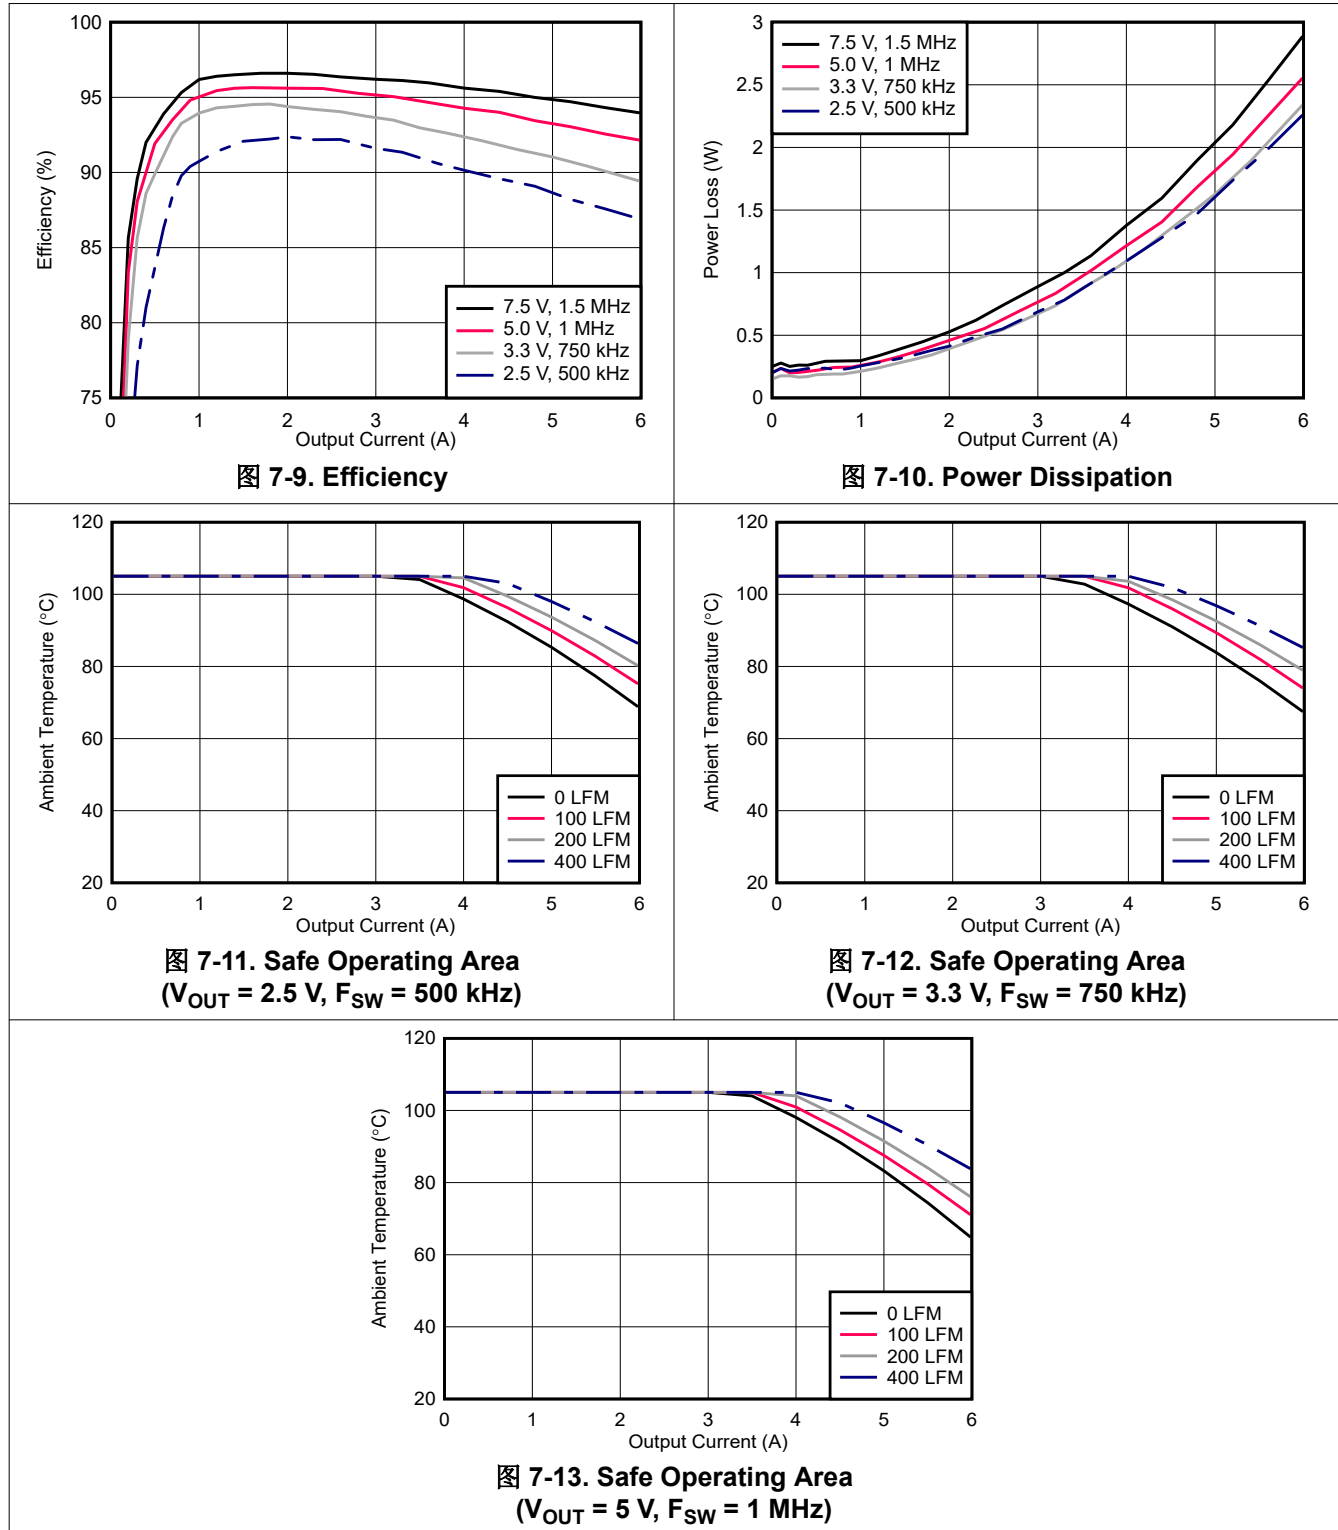 100
95
90
85
80
75
0 1 2 3 4 5 6
Efficiency (%)
Output Current (A)
7.5 V, 1.5 MHz
5.0 V, 1 MHz
3.3 V, 750 kHz
2.5 V, 500 kHz
图 7-9. Efficiency
3
2.5
2
1.5
1
0.5
0
0 1 2 3 4 5 6
Power Loss (W)
Output Current (A)
7.5 V, 1.5 MHz
5.0 V, 1 MHz
3.3 V, 750 kHz
2.5 V, 500 kHz
图 7-10. Power Dissipation
120
100
80
60
40
20
0 1 2 3 4 5 6
Ambient Temperature (°C)
Output Current (A)
0 LFM
100 LFM
200 LFM
400 LFM
图 7-11. Safe Operating Area
(VOUT = 2.5 V, FSW = 500 kHz)
120
100
80
60
40
20
0 1 2 3 4 5 6
Ambient Temperature (°C)
Output Current (A)
0 LFM
100 LFM
200 LFM
400 LFM
图 7-12. Safe Operating Area
(VOUT = 3.3 V, FSW = 750 kHz)
120
100
80
60
40
20
0 1 2 3 4 5 6
Ambient Temperature (°C)
Output Current (A)
0 LFM
100 LFM
200 LFM
400 LFM
图 7-13. Safe Operating Area
(VOUT = 5 V, FSW = 1 MHz)